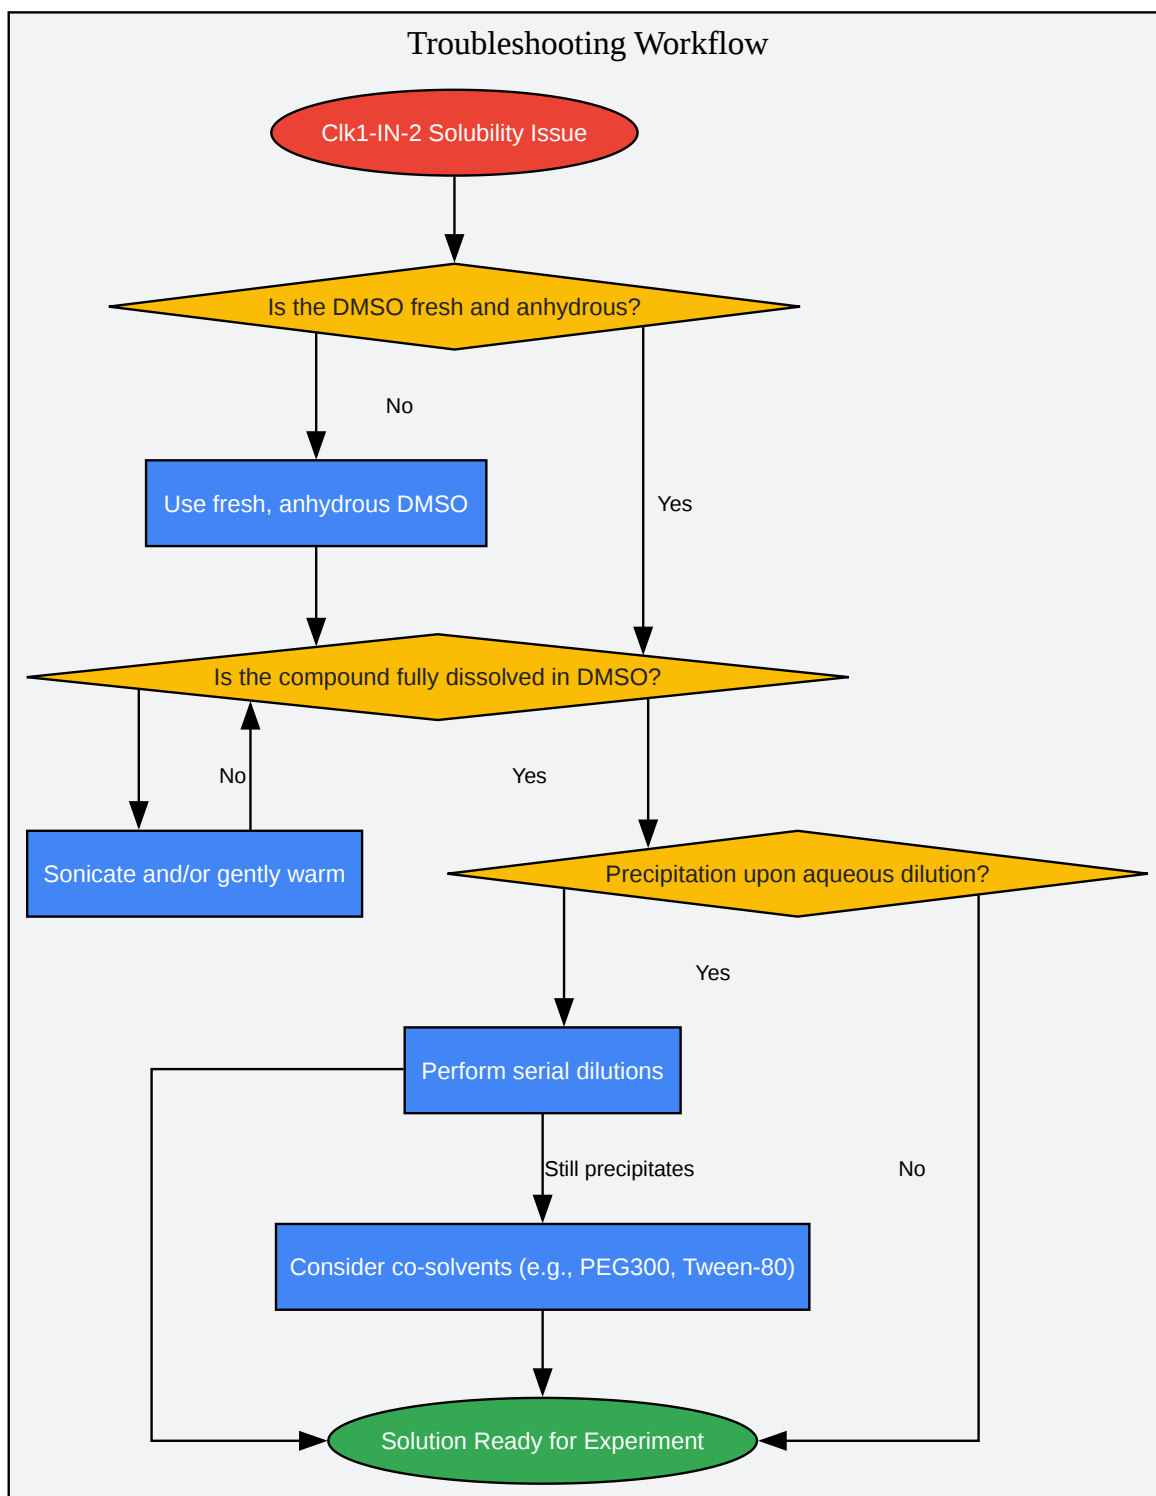 Troubleshooting Workflow
Clk1-IN-2 Solubility Issue
Is the DMSO fresh and anhydrous?
No
Use fresh, anhydrous DMSO
Yes
Is the compound fully dissolved in DMSO?
No
Yes
Sonicate and/or gently warm
Precipitation upon aqueous dilution?
Yes
Perform serial dilutions
Still precipitates
No
Consider co-solvents (e.g., PEG300, Tween-80)
Solution Ready for Experiment